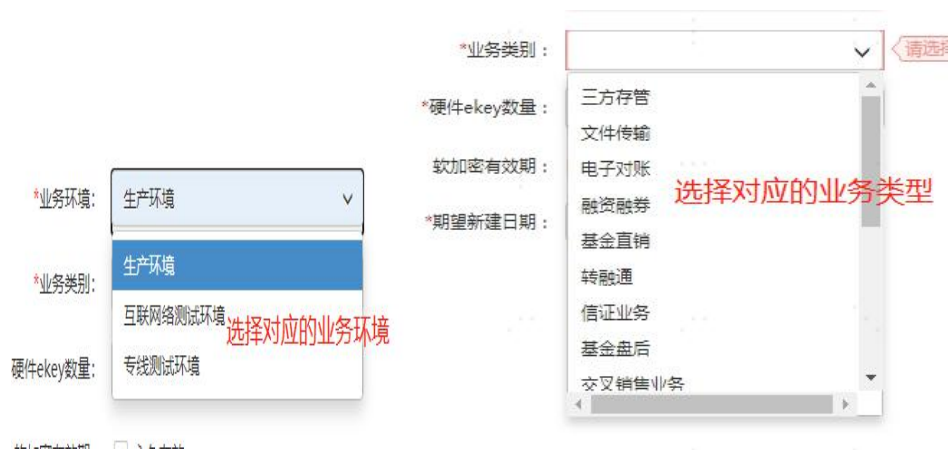 *业务环境:
生产环境
生产环境
互联网络测试环境
专线测试环境
选择对应的业务环境
*业务类别:
硬件ekey数量:
*业务类别：
请选择
*硬件ekey数量：
软加密有效期：
*期望新建日期：
三方存管
文件传输
电子对账
融资融券
基金直销
转融通
信证业务
基金盘后
交叉销售业务
选择对应的业务类型